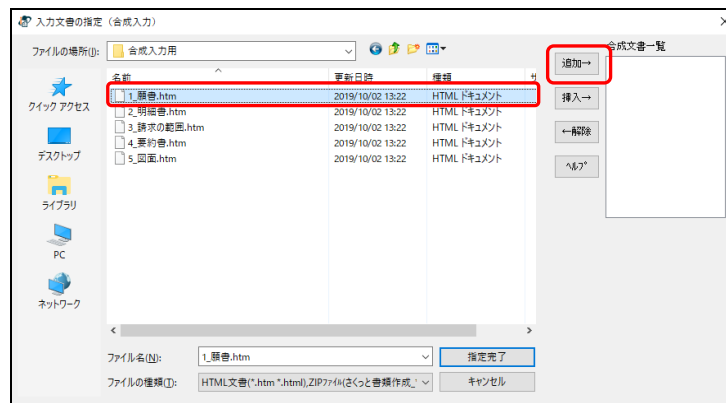 入力文書の指定（合成入力）
ファイルの場所(I):
合成入力用
合成文書一覧
追加→
挿入→
←解除
ヘルプ
名前
更新日時
種類
サ
1_願書.htm
2019/10/02 13:22
HTML ドキュメント
2_明細書.htm
2019/10/02 13:22
HTML ドキュメント
3_請求の範囲.htm
2019/10/02 13:22
HTML ドキュメント
4_要約書.htm
2019/10/02 13:22
HTML ドキュメント
5_図面.htm
2019/10/02 13:22
HTML ドキュメント
クイック アクセス
デスクトップ
ライブラリ
PC
ネットワーク
ファイル名(N):
1_願書.htm
指定完了
ファイルの種類(T):
HTML文書(*.htm *.html),ZIPファイル(さくっと書類作成_
キャンセル